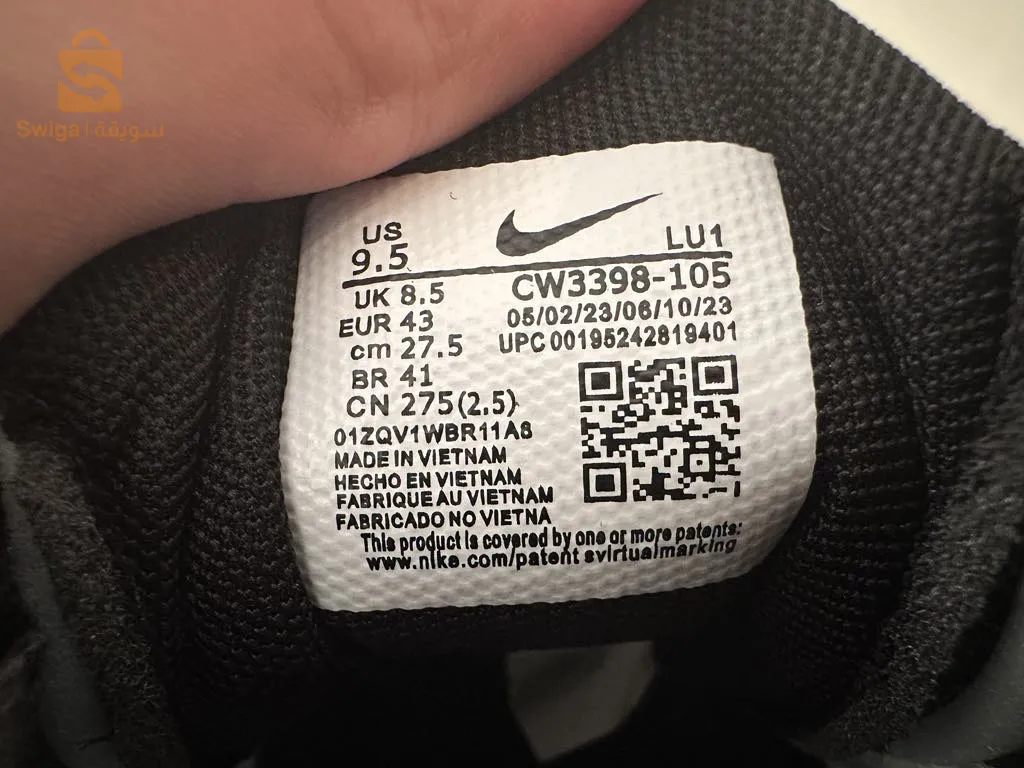 Swiga | سويقة
US
9.5
LU1
UK 8.5
EUR 43
cm 27.5
BR 41
CN 275(2.5)
CW3398-105
05/02/23/06/10/23
UPC 00195242819401
01ZQV1WBR11A8
MADE IN VIETNAM
HECHO EN VIETNAM
FABRIQUE AU VIETNAM
FABRICADO NO VIETNA
This product is covered by one or more patents:
www.nike.com/patent svirtualmarking